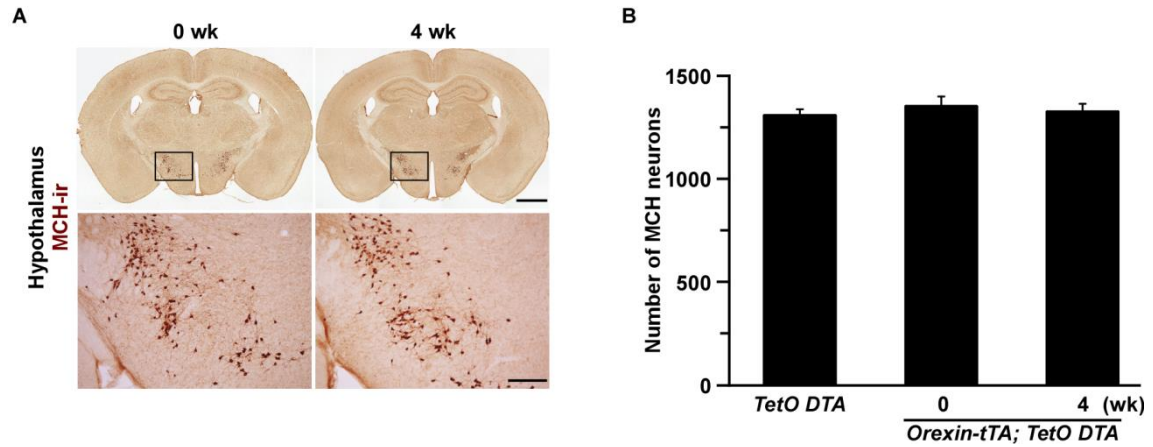 A
0 wk
4 wk
Hypothalamus
MCH-ir
B
Number of MCH neurons
1500
1000
500
0
TetO DTA
0
4 (wk)
Orexin-tTA; TetO DTA